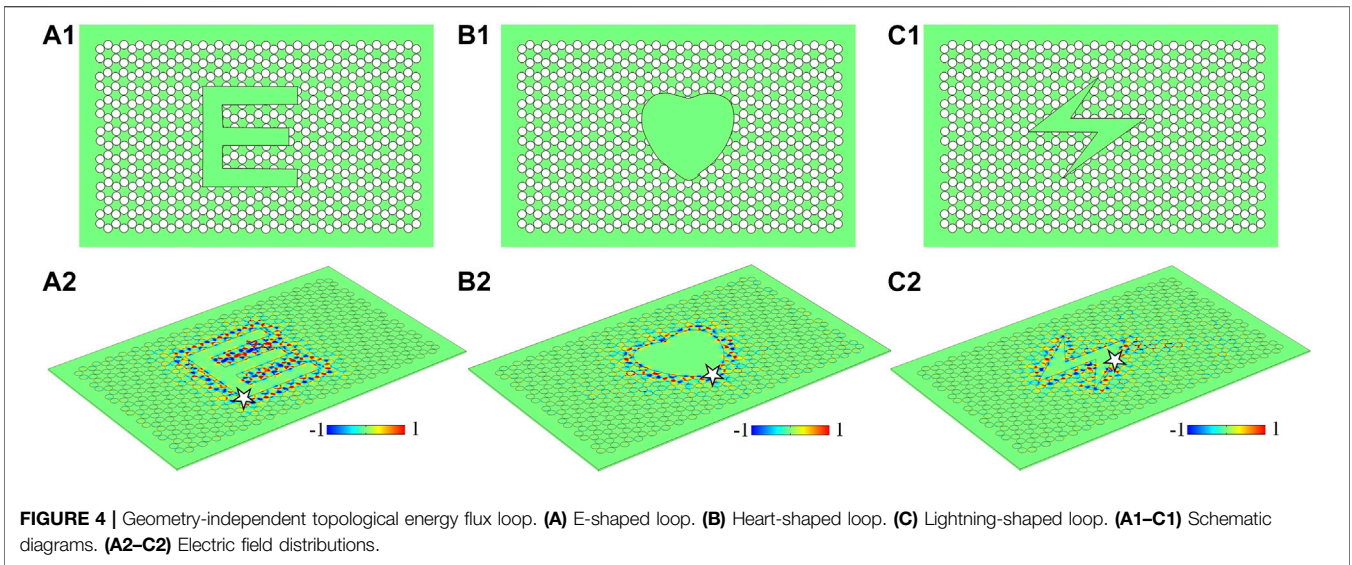 A1
B1
C1
A2
B2
C2
-1 1
-1 1
-1 1
FIGURE 4 | Geometry-independent topological energy flux loop. (A) E-shaped loop. (B) Heart-shaped loop. (C) Lightning-shaped loop. (A1–C1) Schematic
diagrams. (A2–C2) Electric field distributions.